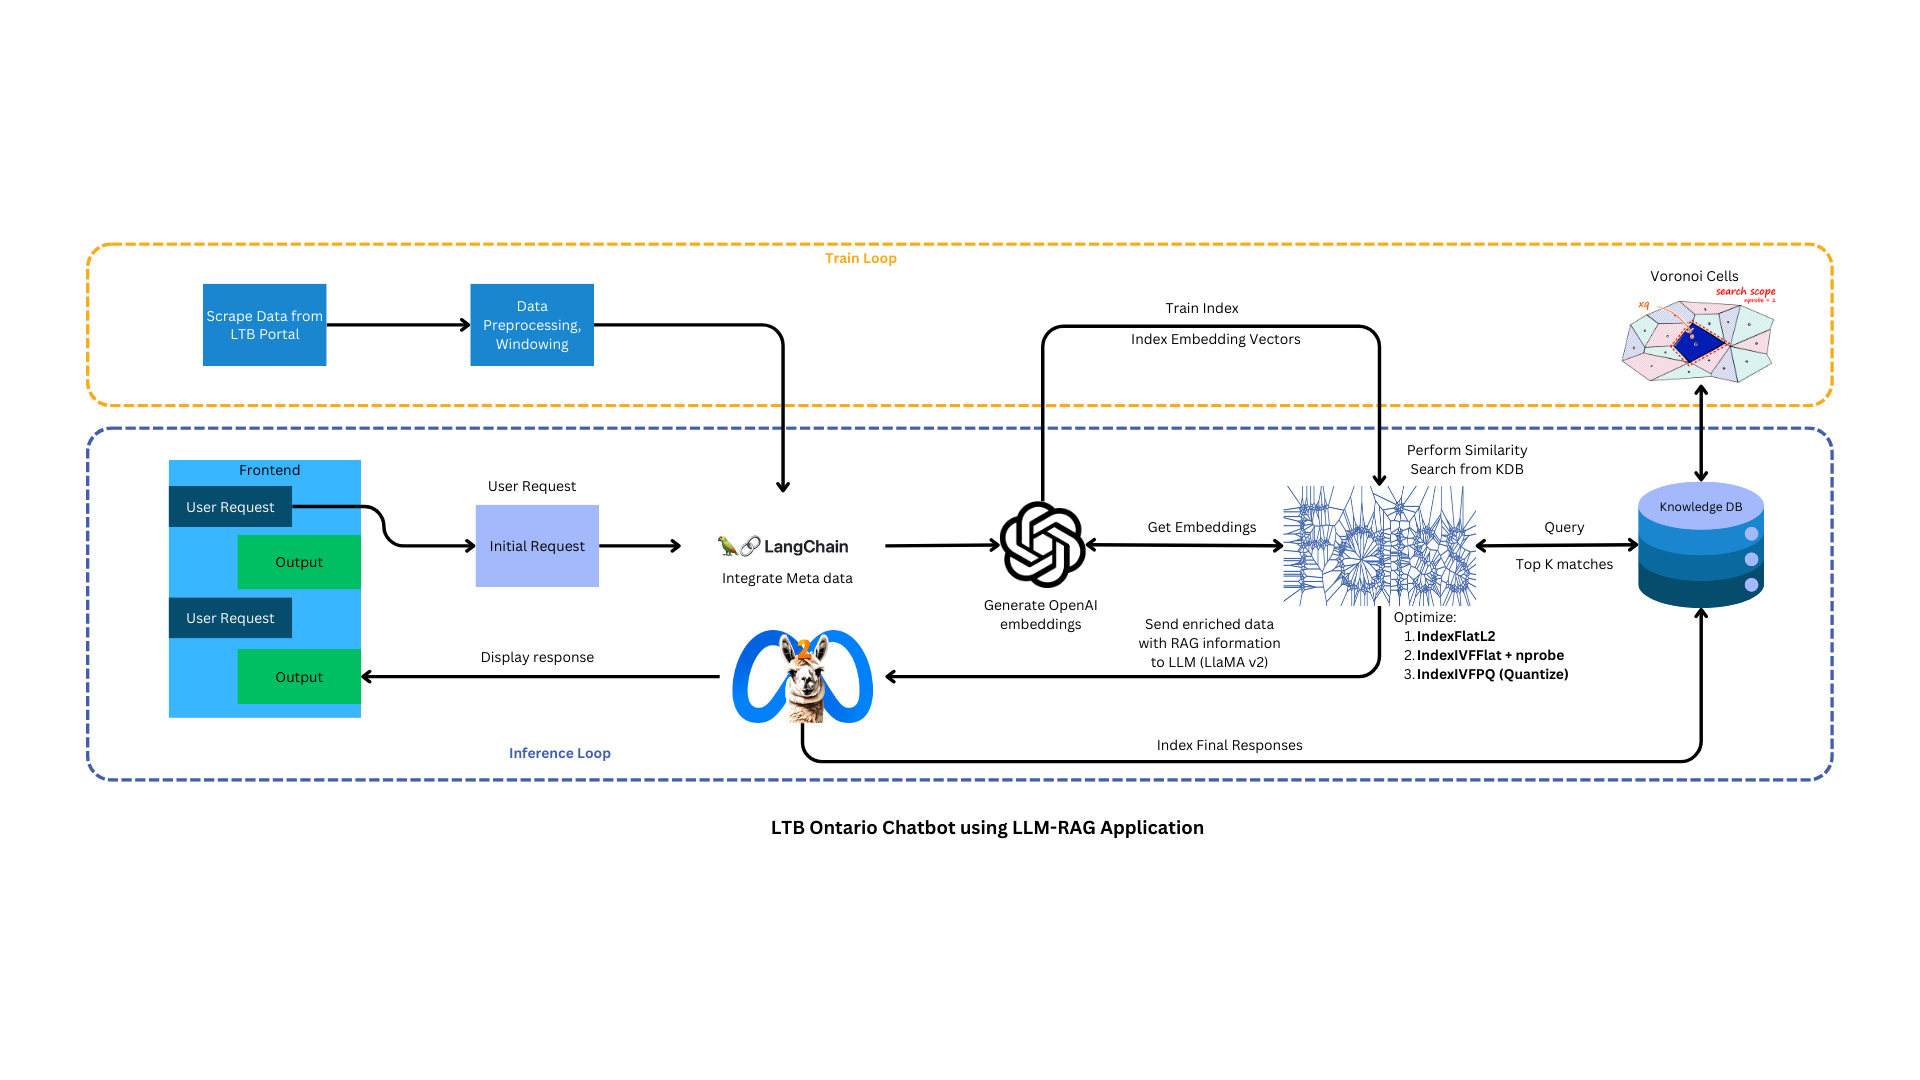 Train Loop
Scrape Data from
LTB Portal
Data
Preprocessing,
Windowing
Train Index
Index Embedding Vectors
Voronoi Cells
search scope
nprobe = 1
xq
Frontend
User Request
Output
User Request
Output
User Request
Initial Request
LangChain
Integrate Meta data
Generate OpenAI
embeddings
Get Embeddings
Perform Similarity
Search from KDB
Query
Top K matches
Knowledge DB
Optimize:
1. IndexFlatL2
2. IndexIVFFlat + nprobe
3. IndexIVFPQ (Quantize)
Send enriched data
with RAG information
to LLM (LlaMA v2)
2
Display response
Index Final Responses
Inference Loop
LTB Ontario Chatbot using LLM-RAG Application